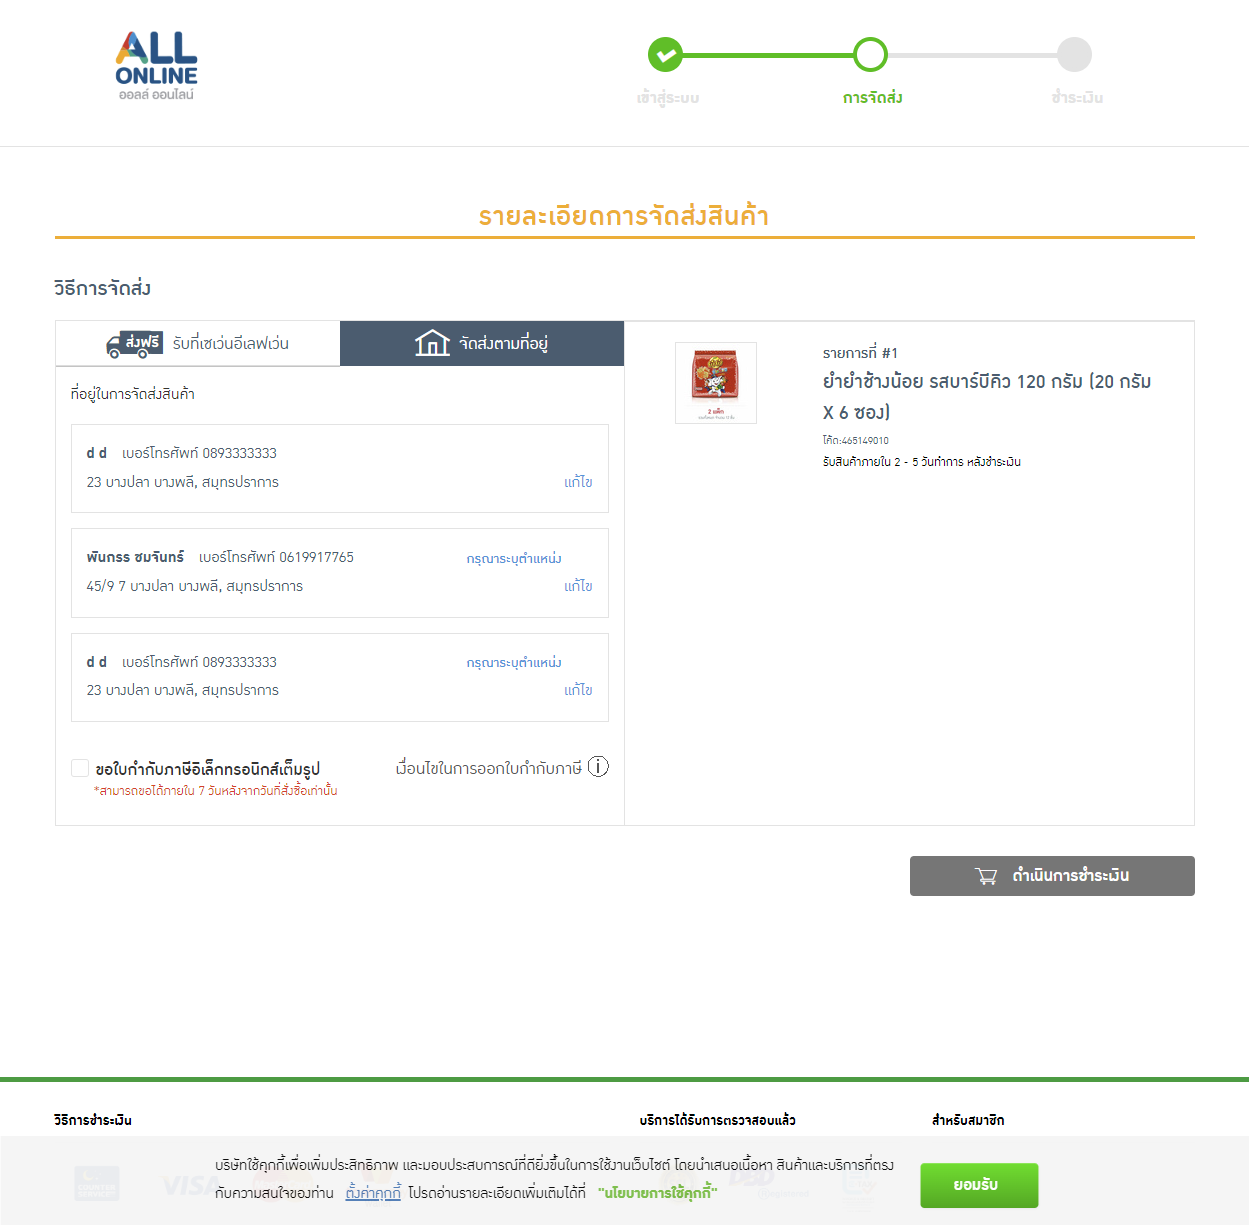 ALL
ONLINE
ออลล์ ออนไลน์
เข้าสู่ระบบ
การจัดส่ง
ชำระเงิน
รายละเอียดการจัดส่งสินค้า
วิธีการจัดส่ง
ส่งฟรี รับที่เซเว่นอีเลฟเว่น
จัดส่งตามที่อยู่
ที่อยู่ในการจัดส่งสินค้า
d d เบอร์โทรศัพท์ 0893333333
23 บางปลา บางพลี, สมุทรปราการ แก้ไข
พันกรร ชมจันทร์ เบอร์โทรศัพท์ 0619917765 กรุณาระบุตำแหน่ง
45/9 7 บางปลา บางพลี, สมุทรปราการ แก้ไข
d d เบอร์โทรศัพท์ 0893333333 กรุณาระบุตำแหน่ง
23 บางปลา บางพลี, สมุทรปราการ แก้ไข
ขอใบกำกับภาษีอิเล็กทรอนิกส์เต็มรูป เงื่อนไขในการออกใบกำกับภาษี
*สามารถขอได้ภายใน 7 วันหลังจากวันที่สั่งซื้อเท่านั้น
รายการที่ #1
ยำยำช้างน้อย รสบาร์บีคิว 120 กรัม (20 กรัม
X 6 ซอง)
โค้ด:465149010
รับสินค้าภายใน 2 - 5 วันทำการ หลังชำระเงิน
2 แพ็ก
ดำเนินการชำระเงิน
วิธิการชำระเงิน
บริการได้รับการตรวจสอบแล้ว
สำหรับสมาชิก
บริษัทใช้คุกกี้เพื่อเพิ่มประสิทธิภาพ และมอบประสบการณ์ที่ดียิ่งขึ้นในการใช้งานเว็บไซต์ โดยนำเสนอเนื้อหา สินค้าและบริการที่ตรง
กับความสนใจของท่าน ตั้งค่าคุกกี้ โปรดอ่านรายละเอียดเพิ่มเติมได้ที่ "นโยบายการใช้คุกกี้"
ยอมรับ
VISA